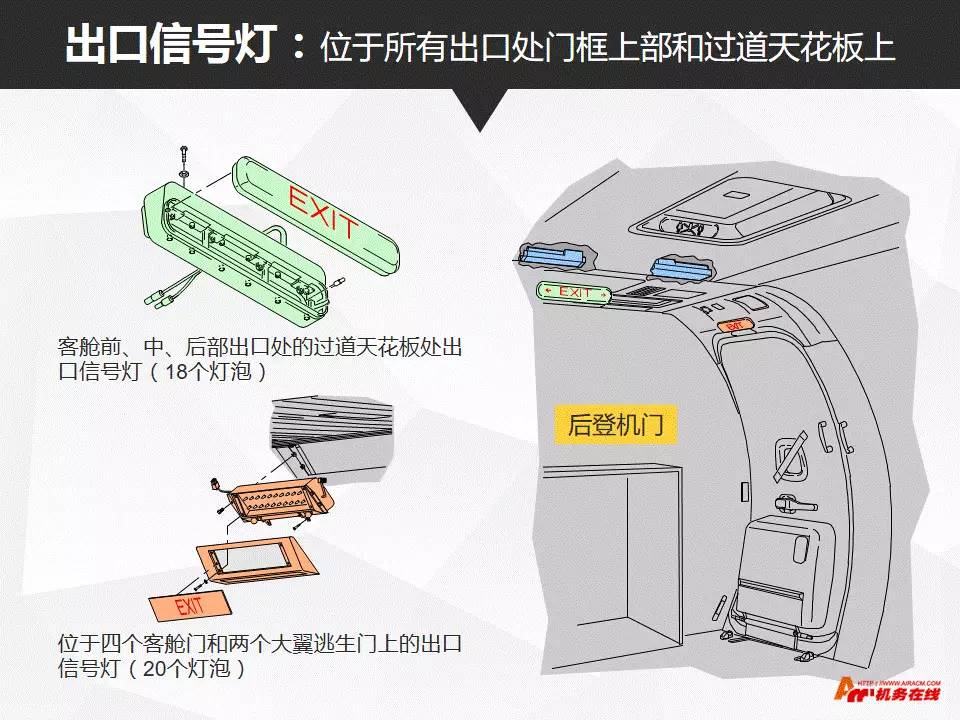 出口信号灯：位于所有出口处门框上部和过道天花板上
EXIT
客舱前、中、后部出口处的过道天花板处出
口信号灯（18个灯泡）
EXIT
位于四个客舱门和两个大翼逃生门上的出口
信号灯（20个灯泡）
← EXIT →
EXIT
后登机门
HTTP://WWW.AIRACM.COM
机务在线